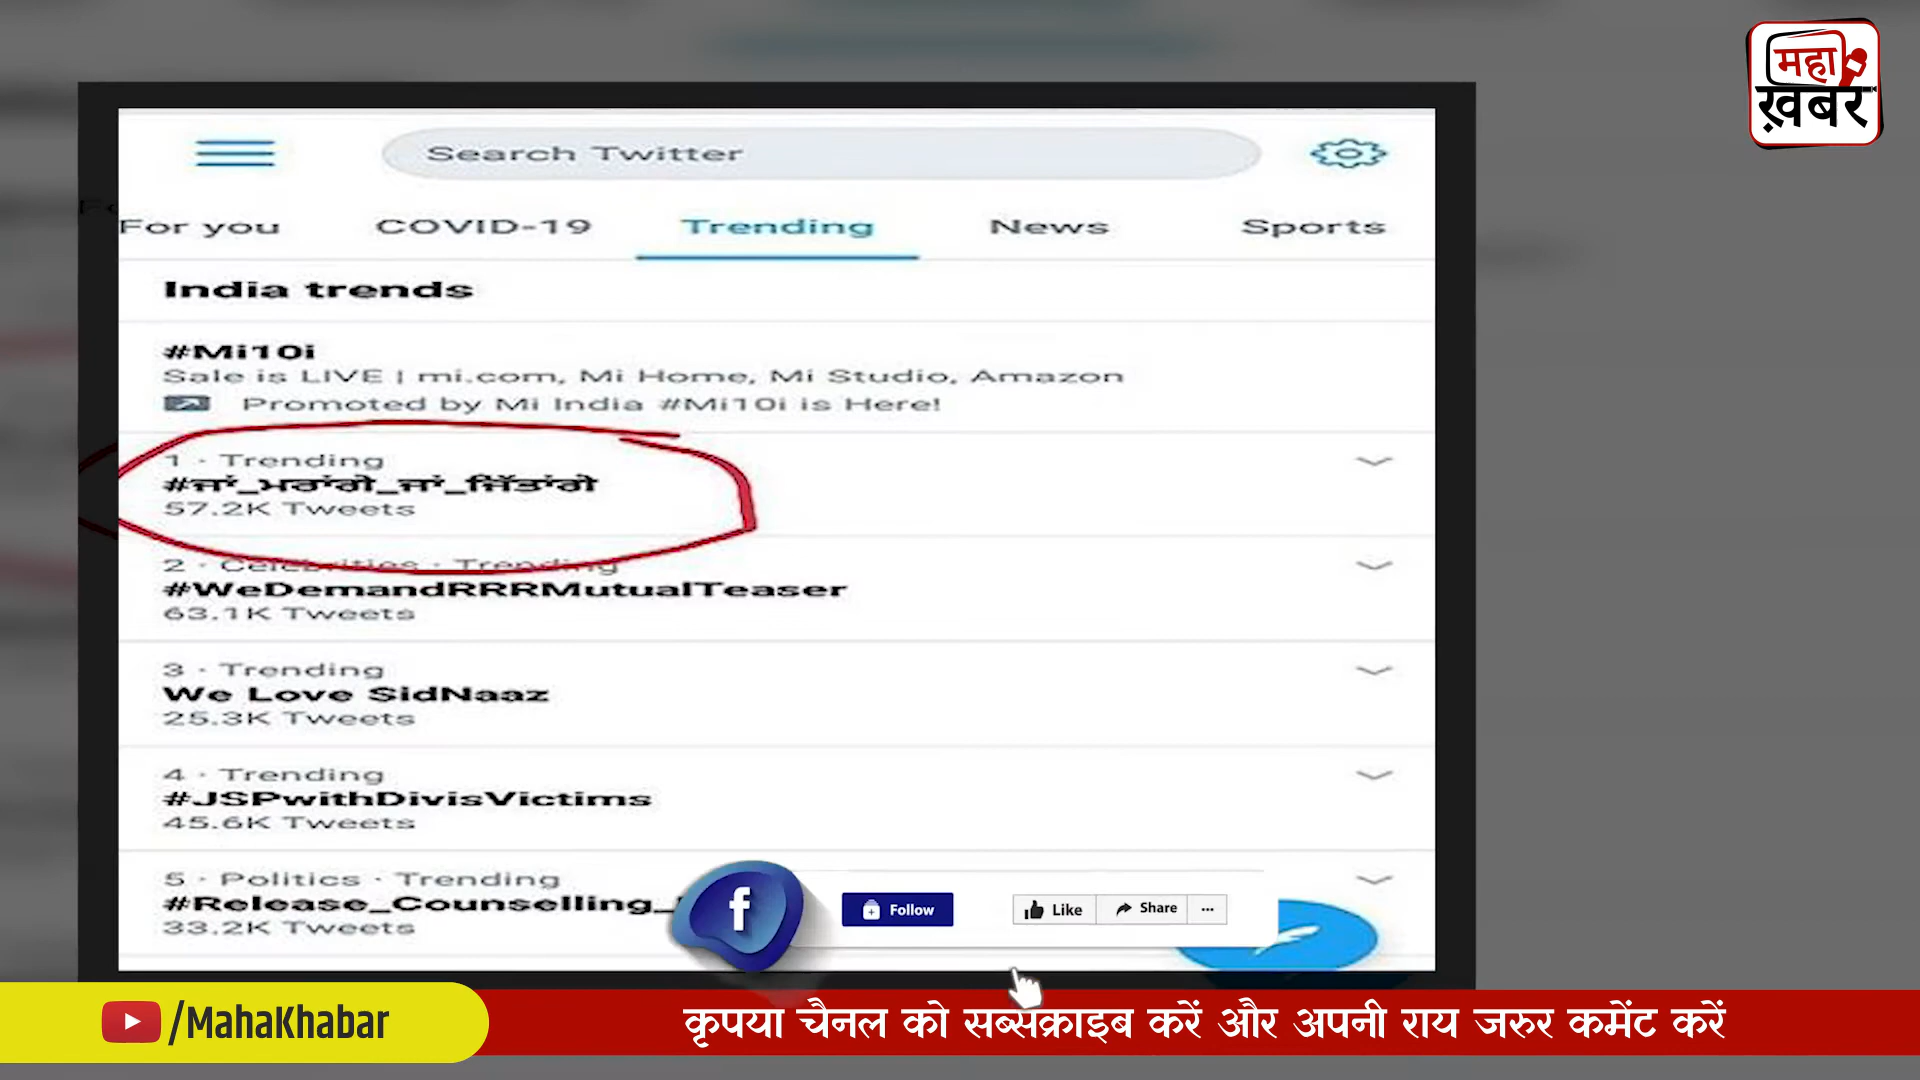 महा
ख़बर
Search Twitter
For you COVID-19 Trending News Sports
India trends
#Mi10i
Sale is LIVE | mi.com, Mi Home, Mi Studio, Amazon
Promoted by Mi India #Mi10i is Here!
1 · Trending
#ਜਾਂ_ਮਰਾਂਗੇ_ਜਾਂ_ਜਿੱਤਾਂਗੇ
57.2K Tweets
2 · Celebrities · Trending
#WeDemandRRRMutualTeaser
63.1K Tweets
3 · Trending
We Love SidNaaz
25.3K Tweets
4 · Trending
#JSPwithDivisVictims
45.6K Tweets
5 · Politics · Trending
#Release_Counselling_
33.2K Tweets
f Follow Like Share ...
/MahaKhabar
कृपया चैनल को सब्सक्राइब करें और अपनी राय जरुर कमेंट करें